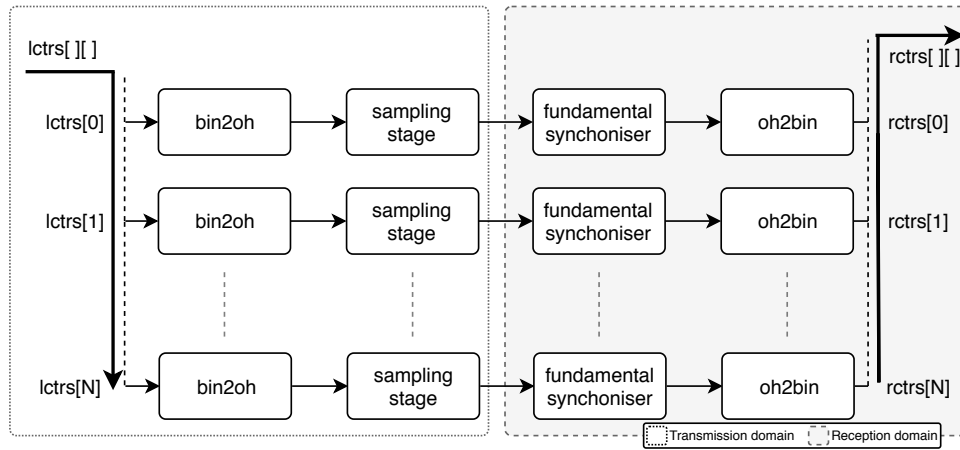 lctrs[ ][ ]
rctrs[ ][ ]
lctrs[0]
bin2oh
sampling
stage
fundamental
synchoniser
oh2bin
rctrs[0]
lctrs[1]
bin2oh
sampling
stage
fundamental
synchoniser
oh2bin
rctrs[1]
lctrs[N]
bin2oh
sampling
stage
fundamental
synchoniser
oh2bin
rctrs[N]
Transmission domain
Reception domain